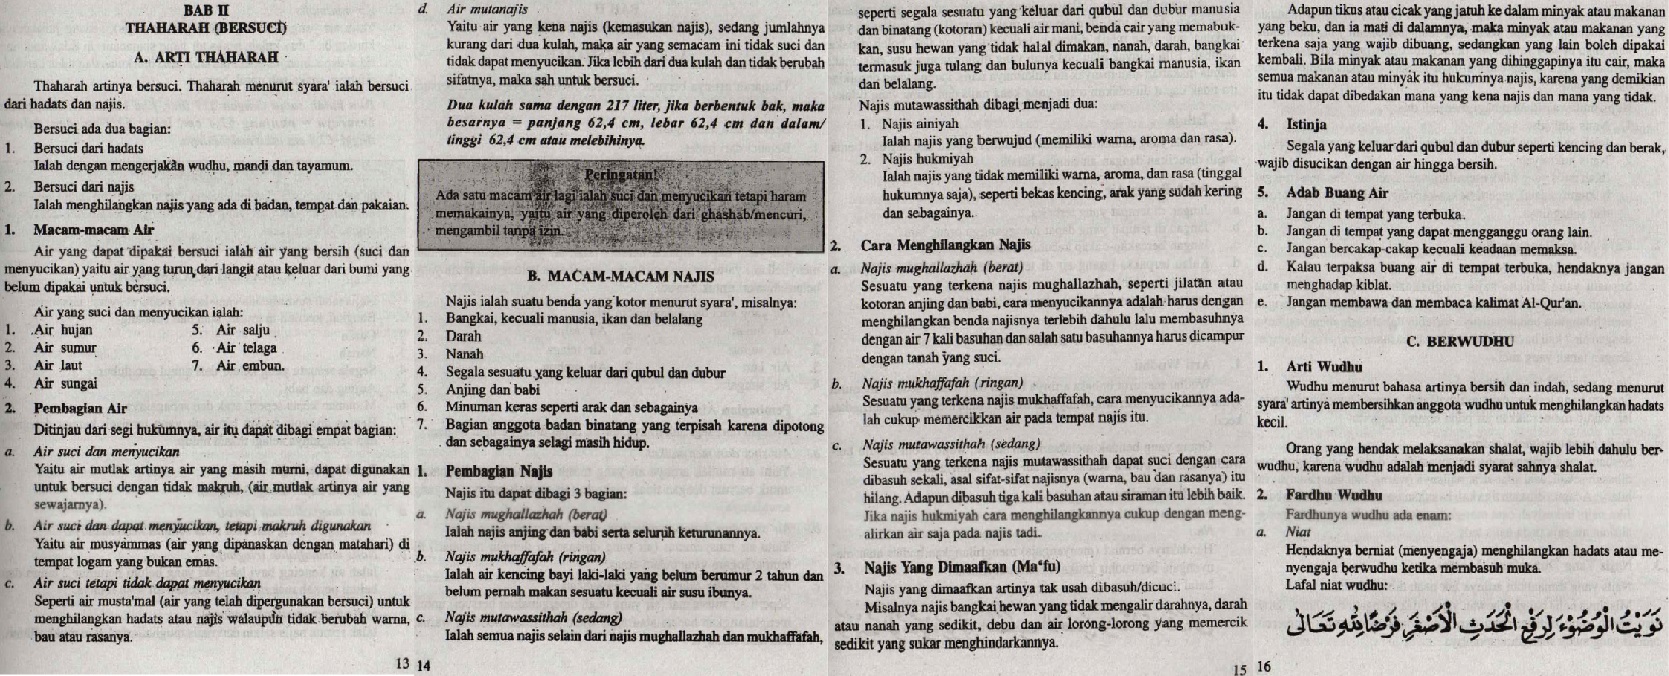 BAB II
THAHARAH (BERSUCI)
A. ARTI THAHARAH
Thaharah artinya bersuci. Thaharah menurut syara' ialah bersuci
dari hadats dan najis.
Bersuci ada dua bagian:
1. Bersuci dari hadats
Ialah dengan mengerjakan wudhu, mandi dan tayamum.
2. Bersuci dari najis
Ialah menghilangkan najis yang ada di badan, tempat dan pakaian.
1. Macam-macam Air
Air yang dapat dipakai bersuci ialah air yang bersih (suci dan
menyucikan) yaitu air yang turun dari langit atau keluar dari bumi yang
belum dipakai untuk bersuci.
Air yang suci dan menyucikan ialah:
1. Air hujan 5. Air salju
2. Air sumur 6. Air telaga
3. Air laut 7. Air embun.
4. Air sungai
2. Pembagian Air
Ditinjau dari segi hukumnya, air itu dapat dibagi empat bagian:
a. Air suci dan menyucikan
Yaitu air mutlak artinya air yang masih murni, dapat digunakan
untuk bersuci dengan tidak makruh, (air mutlak artinya air yang
sewajarnya).
b. Air suci dan dapat menyucikan, tetapi makruh digunakan
Yaitu air musyammas (air yang dipanaskan dengan matahari) di
tempat logam yang bukan emas.
c. Air suci tetapi tidak dapat menyucikan
Seperti air musta'mal (air yang telah dipergunakan bersuci) untuk
menghilangkan hadats atau najis walaupun tidak berubah warna,
bau atau rasanya.
13
d. Air mutanajis
Yaitu air yang kena najis (kemasukan najis), sedang jumlahnya
kurang dari dua kulah, maka air yang semacam ini tidak suci dan
tidak dapat menyucikan. Jika lebih dari dua kulah dan tidak berubah
sifatnya, maka sah untuk bersuci.
Dua kulah sama dengan 217 liter, jika berbentuk bak, maka
besarnya = panjang 62,4 cm, lebar 62,4 cm dan dalam/
tinggi 62,4 cm atau melebihinya.
Peringatan!
Ada satu macam air lagi ialah suci dan menyucikan tetapi haram
memakainya, yaitu air yang diperoleh dari ghashab/mencuri,
mengambil tanpa izin.
B. MACAM-MACAM NAJIS
Najis ialah suatu benda yang kotor menurut syara', misalnya:
1. Bangkai, kecuali manusia, ikan dan belalang
2. Darah
3. Nanah
4. Segala sesuatu yang keluar dari qubul dan dubur
5. Anjing dan babi
6. Minuman keras seperti arak dan sebagainya
7. Bagian anggota badan binatang yang terpisah karena dipotong
dan sebagainya selagi masih hidup.
1. Pembagian Najis
Najis itu dapat dibagi 3 bagian:
a. Najis mughallazhah (berat)
Ialah najis anjing dan babi serta seluruh keturunannya.
b. Najis mukhaffafah (ringan)
Ialah air kencing bayi laki-laki yang belum berumur 2 tahun dan
belum pernah makan sesuatu kecuali air susu ibunya.
c. Najis mutawassithah (sedang)
Ialah semua najis selain dari najis mughallazhah dan mukhaffafah,
14
seperti segala sesuatu yang keluar dari qubul dan dubur manusia
dan binatang (kotoran) kecuali air mani, benda cair yang memabuk-
kan, susu hewan yang tidak halal dimakan, nanah, darah, bangkai
termasuk juga tulang dan bulunya kecuali bangkai manusia, ikan
dan belalang.
Najis mutawassithah dibagi menjadi dua:
1. Najis ainiyah
Ialah najis yang berwujud (memiliki warna, aroma dan rasa).
2. Najis hukmiyah
Ialah najis yang tidak memiliki warna, aroma, dan rasa (tinggal
hukumnya saja), seperti bekas kencing, arak yang sudah kering
dan sebagainya.
2. Cara Menghilangkan Najis
a. Najis mughallazhah (berat)
Sesuatu yang terkena najis mughallazhah, seperti jilatan atau
kotoran anjing dan babi, cara menyucikannya adalah harus dengan
menghilangkan benda najisnya terlebih dahulu lalu membasuhnya
dengan air 7 kali basuhan dan salah satu basuhannya harus dicampur
dengan tanah yang suci.
b. Najis mukhaffafah (ringan)
Sesuatu yang terkena najis mukhaffafah, cara menyucikannya ada-
lah cukup memercikkan air pada tempat najis itu.
c. Najis mutawassithah (sedang)
Sesuatu yang terkena najis mutawassithah dapat suci dengan cara
dibasuh sekali, asal sifat-sifat najisnya (warna, bau dan rasanya) itu
hilang. Adapun dibasuh tiga kali basuhan atau siraman itu lebih baik.
Jika najis hukmiyah cara menghilangkannya cukup dengan meng-
alirkan air saja pada najis tadi.
3. Najis Yang Dimaafkan (Ma'fu)
Najis yang dimaafkan artinya tak usah dibasuh/dicuci.
Misalnya najis bangkai hewan yang tidak mengalir darahnya, darah
atau nanah yang sedikit, debu dan air lorong-lorong yang memercik
sedikit yang sukar menghindarkannya.
15
Adapun tikus atau cicak yang jatuh ke dalam minyak atau makanan
yang beku, dan ia mati di dalamnya, maka minyak atau makanan yang
terkena saja yang wajib dibuang, sedangkan yang lain boleh dipakai
kembali. Bila minyak atau makanan yang dihinggapinya itu cair, maka
semua makanan atau minyak itu hukumnya najis, karena yang demikian
itu tidak dapat dibedakan mana yang kena najis dan mana yang tidak.
4. Istinja
Segala yang keluar dari qubul dan dubur seperti kencing dan berak,
wajib disucikan dengan air hingga bersih.
5. Adab Buang Air
a. Jangan di tempat yang terbuka.
b. Jangan di tempat yang dapat mengganggu orang lain.
c. Jangan bercakap-cakap kecuali keadaan memaksa.
d. Kalau terpaksa buang air di tempat terbuka, hendaknya jangan
menghadap kiblat.
e. Jangan membawa dan membaca kalimat Al-Qur'an.
C. BERWUDHU
1. Arti Wudhu
Wudhu menurut bahasa artinya bersih dan indah, sedang menurut
syara' artinya membersihkan anggota wudhu untuk menghilangkan hadats
kecil.
Orang yang hendak melaksanakan shalat, wajib lebih dahulu ber-
wudhu, karena wudhu adalah menjadi syarat sahnya shalat.
2. Fardhu Wudhu
Fardhunya wudhu ada enam:
a. Niat
Hendaknya berniat (menyengaja) menghilangkan hadats atau me-
nyengaja berwudhu ketika membasuh muka.
Lafal niat wudhu:
نَوَيْتُ الْوُضُوْءَ لِرَفْعِ الْحَدَثِ الْأَصْغَرِ فَرْضًا لِلّٰهِ تَعَالٰى
16